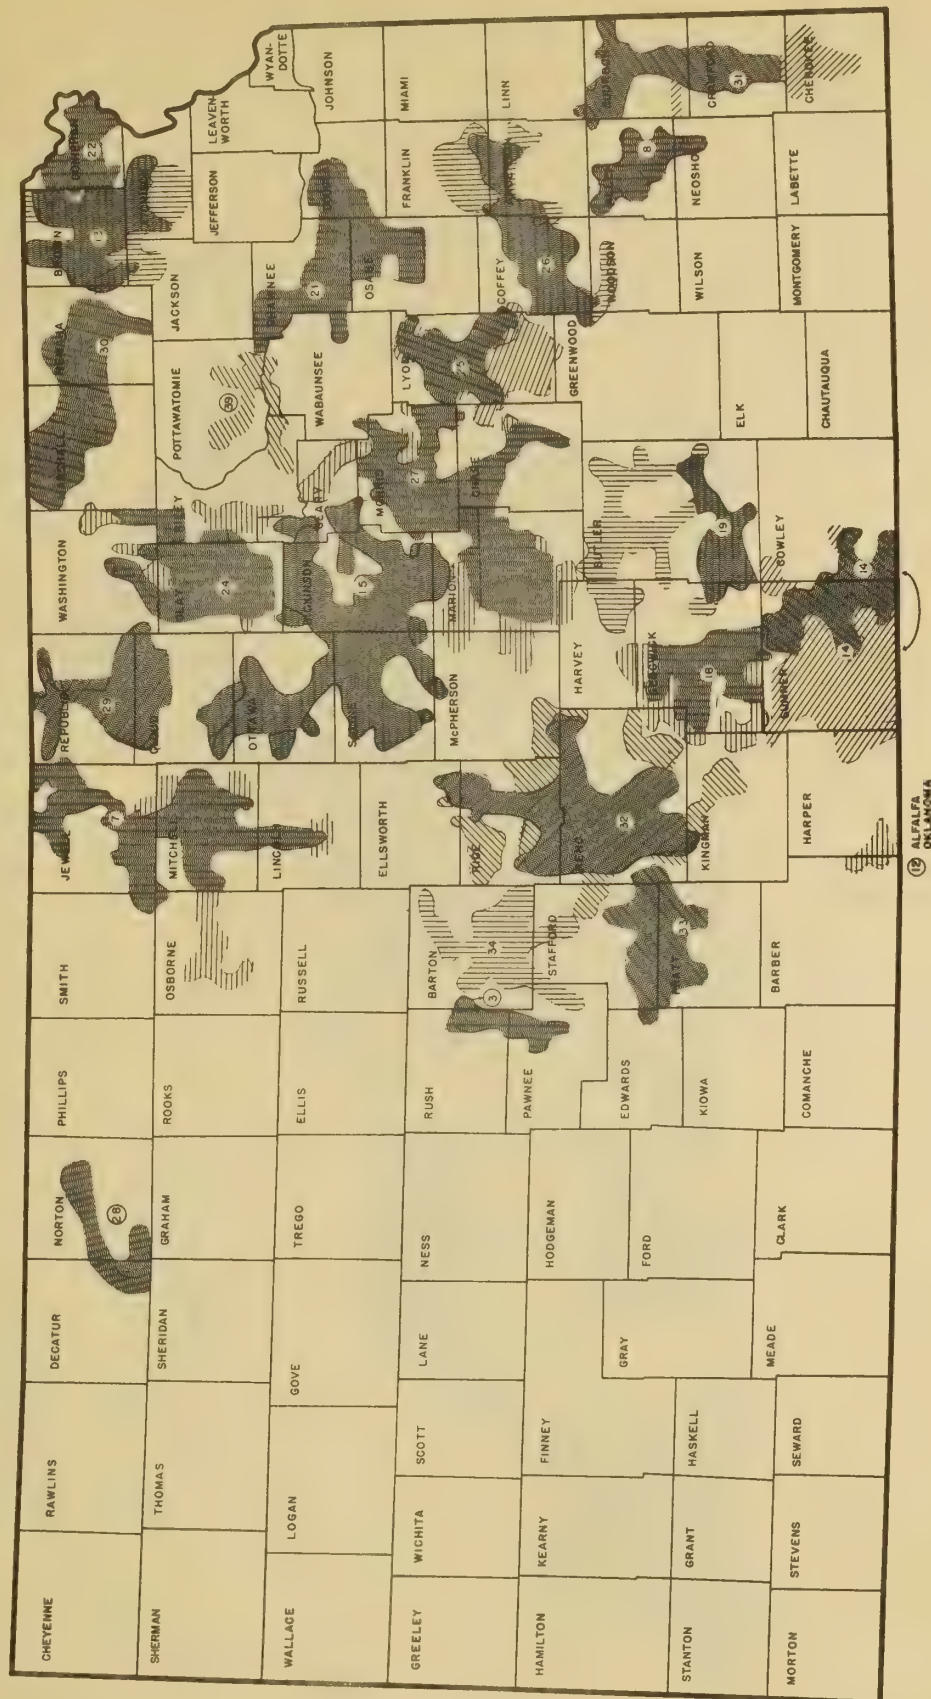 CHEYENNE
RAWLINS
DECATUR
NORTON
28
PHILLIPS
SMITH
JEWELL
7
REPUBLIC
29
WASHINGTON
MARSHALL
NEMAHA
30
BROWN
13
DONIPHAN
22
SHERMAN
THOMAS
SHERIDAN
GRAHAM
ROOKS
OSBORNE
MITCHELL
CLOUD
CLAY
24
RILEY
POTTAWATOMIE
39
JACKSON
ATCHISON
JEFFERSON
LEAVEN-
WORTH
WYAN-
DOTTE
WALLACE
LOGAN
GOVE
TREGO
ELLIS
RUSSELL
LINCOLN
OTTAWA
DICKINSON
15
GEARY
WABAUNSEE
SHAWNEE
21
DOUGLAS
JOHNSON
ELLSWORTH
SALINE
MORRIS
27
LYON
25
OSAGE
FRANKLIN
MIAMI
GREELEY
WICHITA
SCOTT
LANE
NESS
RUSH
BARTON
34
3
RICE
McPHERSON
MARION
CHASE
COFFEY
26
ANDERSON
LINN
HAMILTON
KEARNY
FINNEY
HODGEMAN
PAWNEE
STAFFORD
RENO
32
HARVEY
BUTLER
19
GREENWOOD
WOODSON
ALLEN
8
BOURBON
GRAY
FORD
EDWARDS
PRATT
33
KINGMAN
SEDGWICK
18
STANTON
GRANT
HASKELL
KIOWA
ELK
WILSON
NEOSHO
CRAWFORD
31
MORTON
STEVENS
SEWARD
MEADE
CLARK
COMANCHE
BARBER
HARPER
SUMNER
14
COWLEY
14
CHAUTAUQUA
MONTGOMERY
LABETTE
CHEROKEE
12 ALFALFA
OKLAHOMA